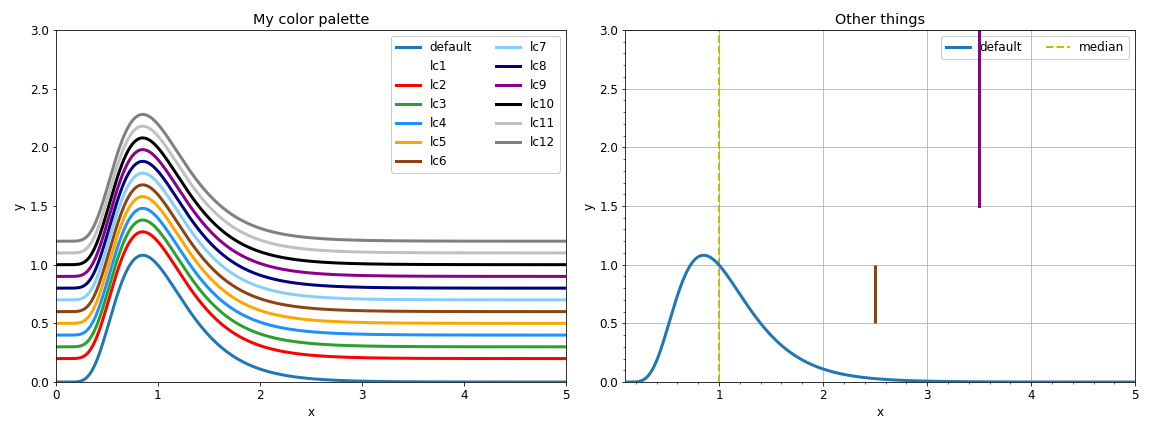 My color palette
3.0
2.5
2.0
1.5
1.0
0.5
0.0
y
0
1
2
3
4
5
x
default
lc1
lc2
lc3
lc4
lc5
lc6
lc7
lc8
lc9
lc10
lc11
lc12
Other things
3.0
2.5
2.0
1.5
1.0
0.5
0.0
y
1
2
3
4
5
x
default
median